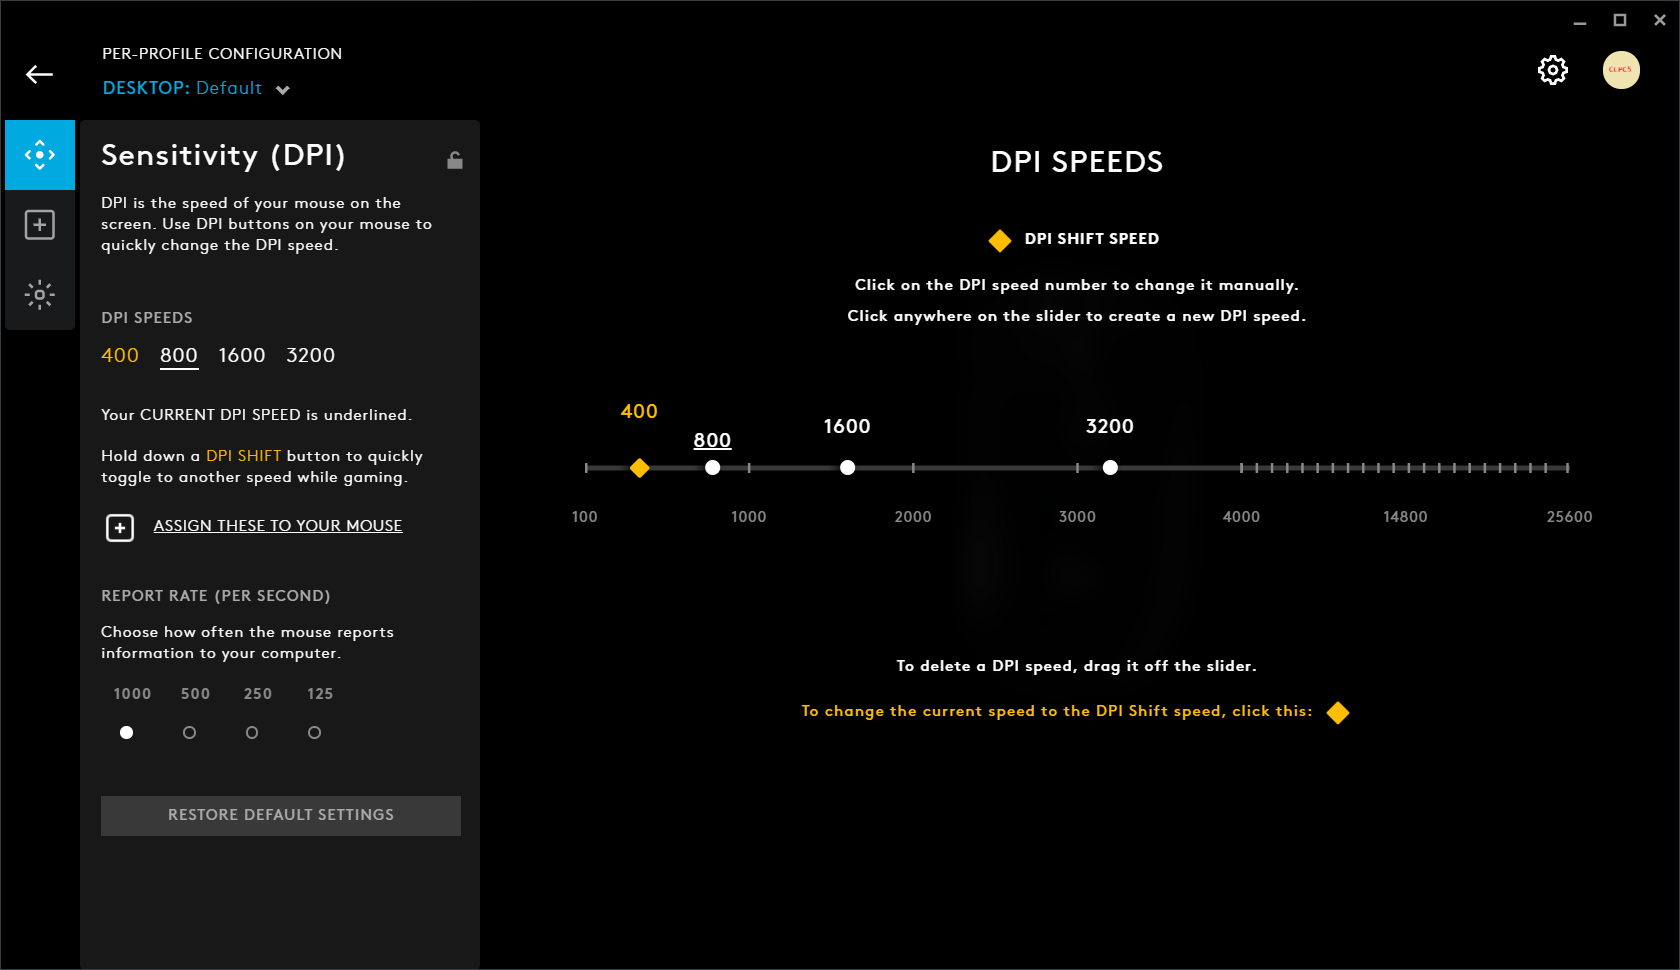 PER-PROFILE CONFIGURATION
DESKTOP: Default
CLPCS
Sensitivity (DPI)
DPI is the speed of your mouse on the
screen. Use DPI buttons on your mouse to
quickly change the DPI speed.
DPI SPEEDS
400 800 1600 3200
Your CURRENT DPI SPEED is underlined.
Hold down a DPI SHIFT button to quickly
toggle to another speed while gaming.
ASSIGN THESE TO YOUR MOUSE
REPORT RATE (PER SECOND)
Choose how often the mouse reports
information to your computer.
1000 500 250 125
RESTORE DEFAULT SETTINGS
DPI SPEEDS
DPI SHIFT SPEED
Click on the DPI speed number to change it manually.
Click anywhere on the slider to create a new DPI speed.
400 800 1600 3200
100 1000 2000 3000 4000 14800 25600
To delete a DPI speed, drag it off the slider.
To change the current speed to the DPI Shift speed, click this: